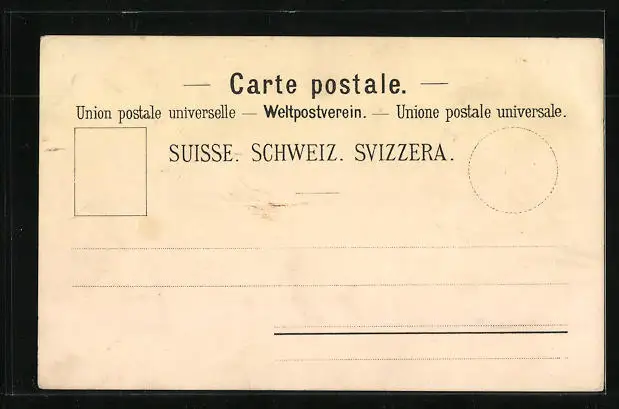 — Carte postale. —
Union postale universelle — Weltpostverein. — Unione postale universale.
SUISSE. SCHWEIZ. SVIZZERA.